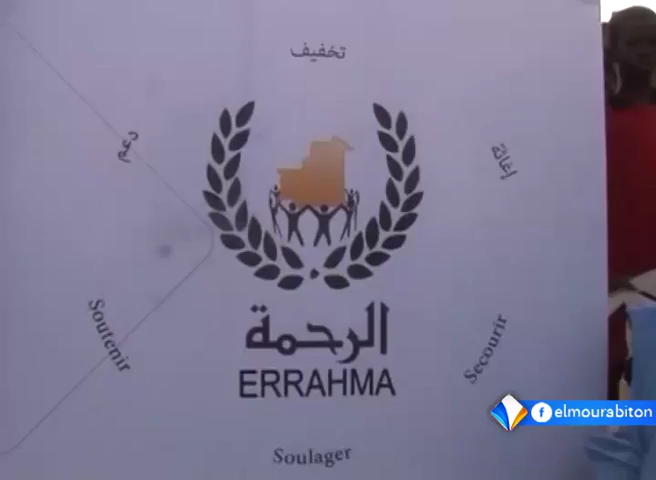 تخفيف
دعم
إغاثة
الرحمة
ERRAHMA
Soutenir
Secourir
Soulager
elmourabiton